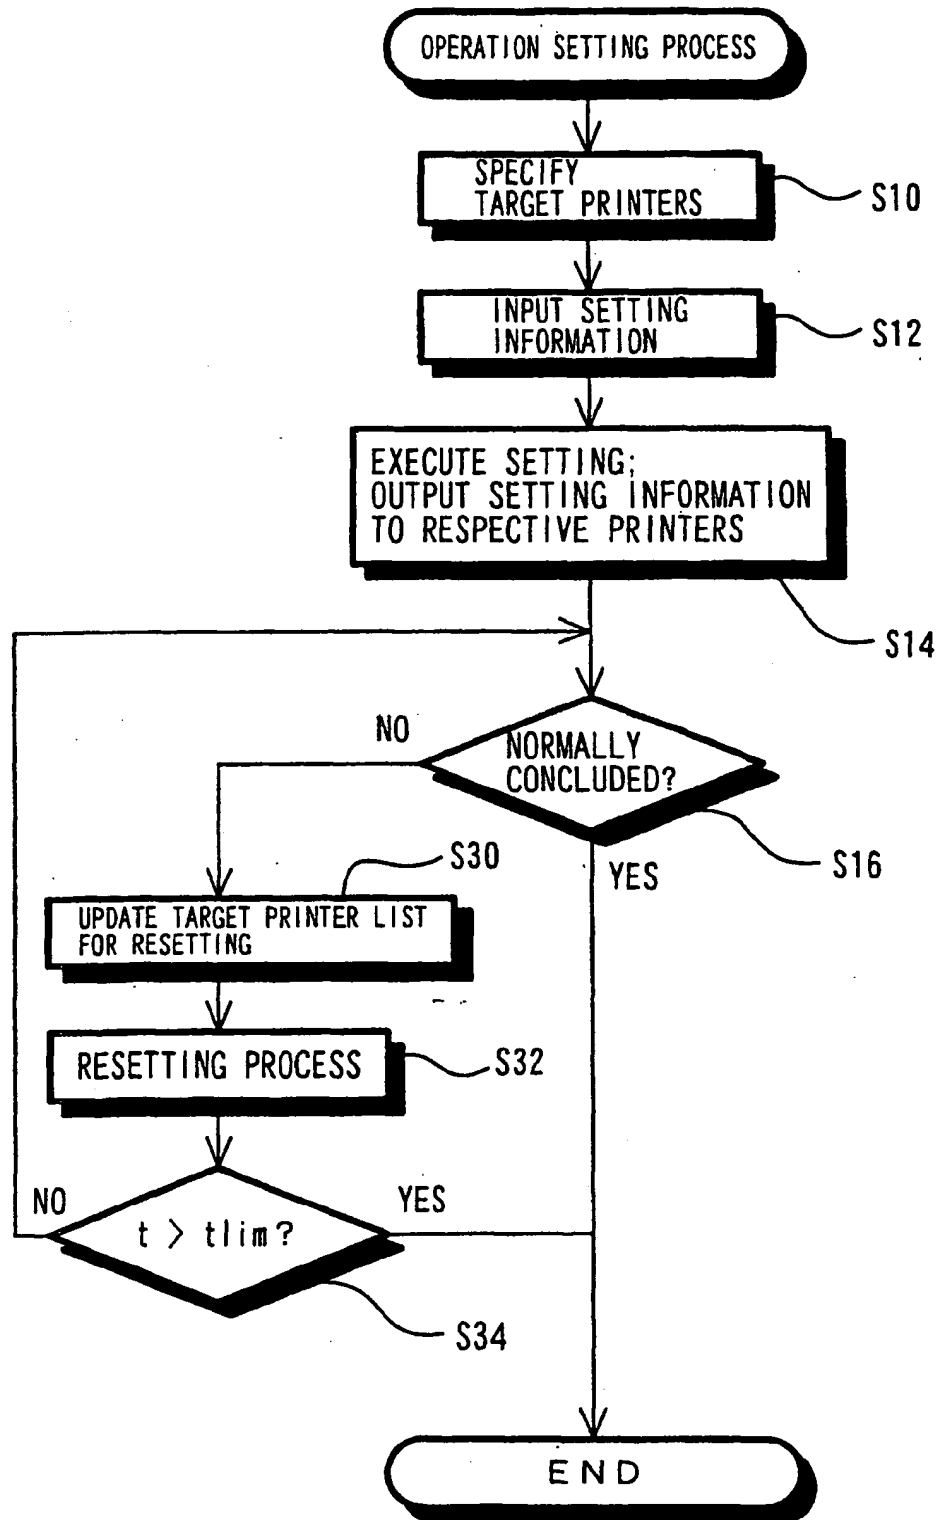 OPERATION SETTING PROCESS
SPECIFY
TARGET PRINTERS
S10
INPUT SETTING
INFORMATION
S12
EXECUTE SETTING;
OUTPUT SETTING INFORMATION
TO RESPECTIVE PRINTERS
S14
NORMALLY
CONCLUDED?
S16
NO
YES
S30
UPDATE TARGET PRINTER LIST
FOR RESETTING
RESETTING PROCESS
S32
t > tlim?
NO
YES
S34
END